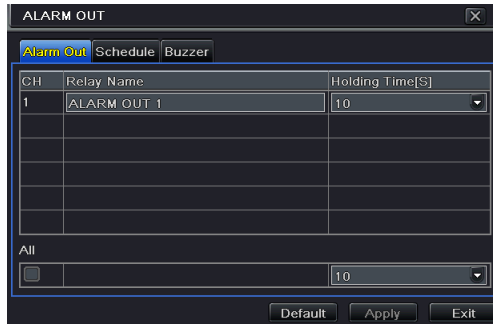 ALARM OUT
Alarm Out Schedule Buzzer
CH Relay Name Holding Time[S]
1 ALARM OUT 1 10
All
10
Default Apply Exit